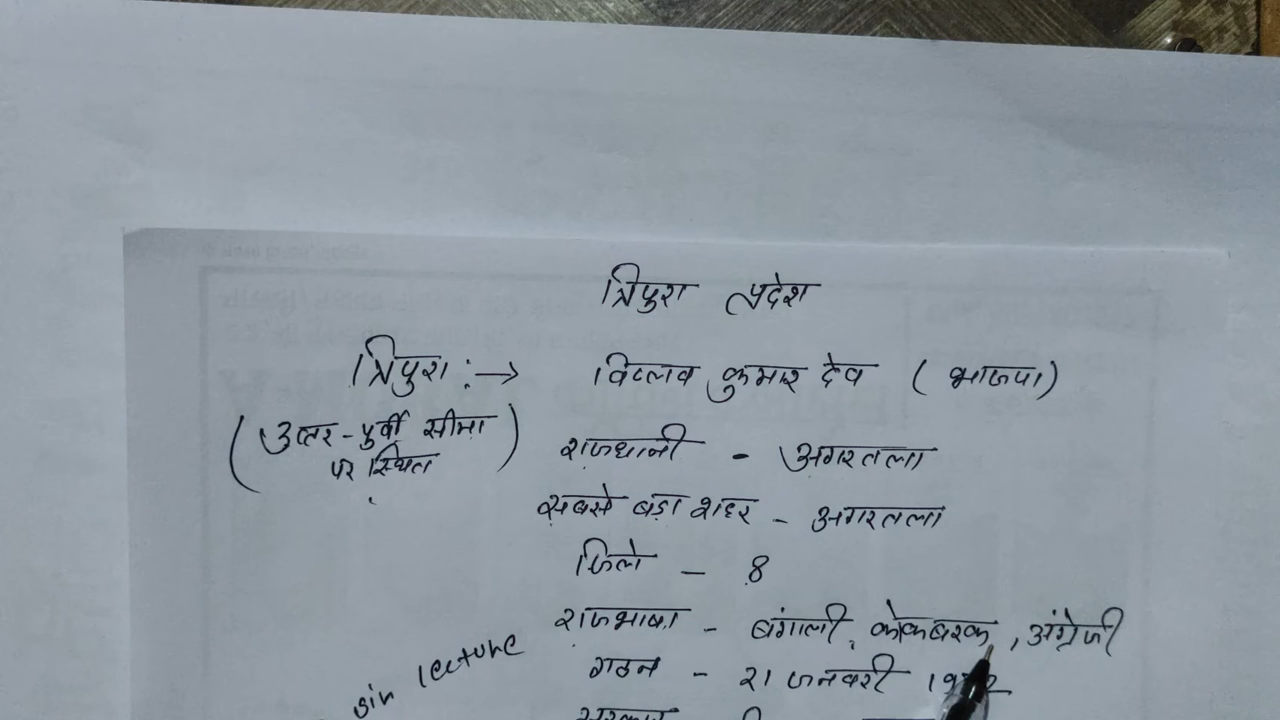 त्रिपुरा प्रदेश
त्रिपुरा :→ विप्लव कुमार देव ( भाजपा )
( उत्तर - पुर्वी सीमा
पर स्थित )
राजधानी - अगरतला
सबसे बड़ा शहर - अगरतला
जिले - 8
राजभाषा - बंगाली, कोकबरक, अंग्रेजी
गठन - 21 जनवरी
sin lecture